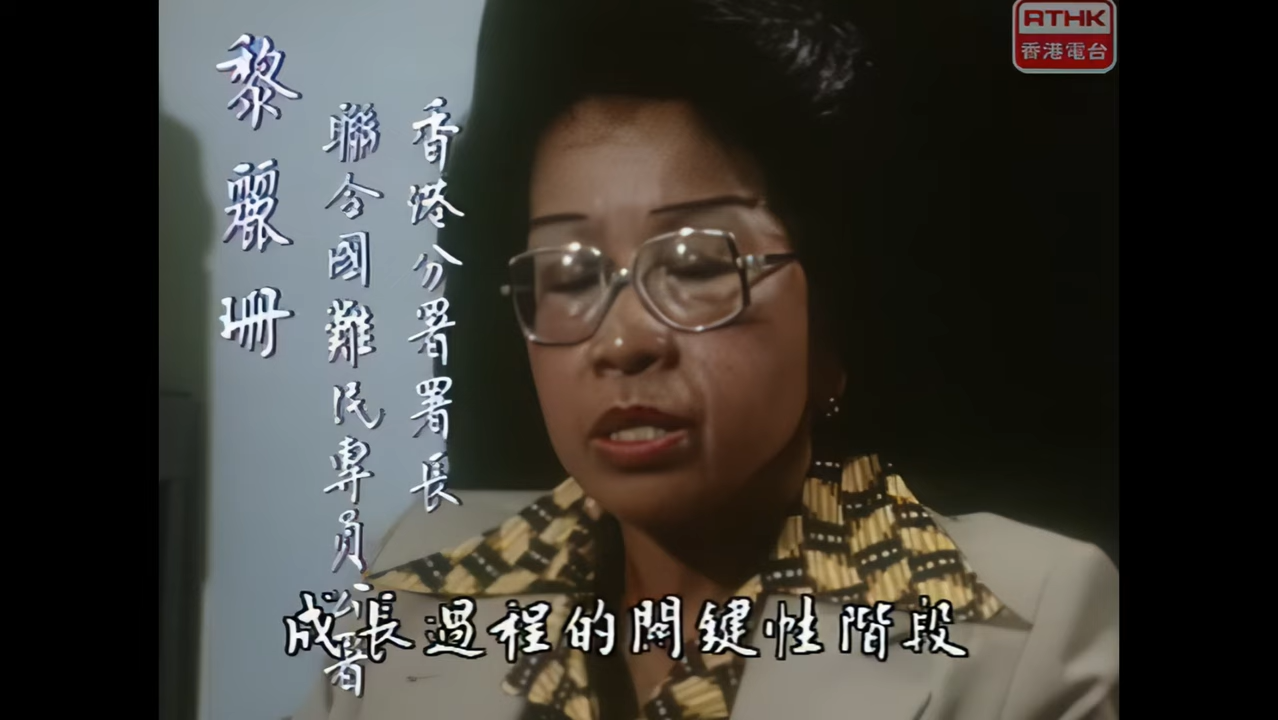 RTHK
香港電台
黎麗珊
聯合國難民專員公署
香港分署署長
成長過程的關鍵性階段